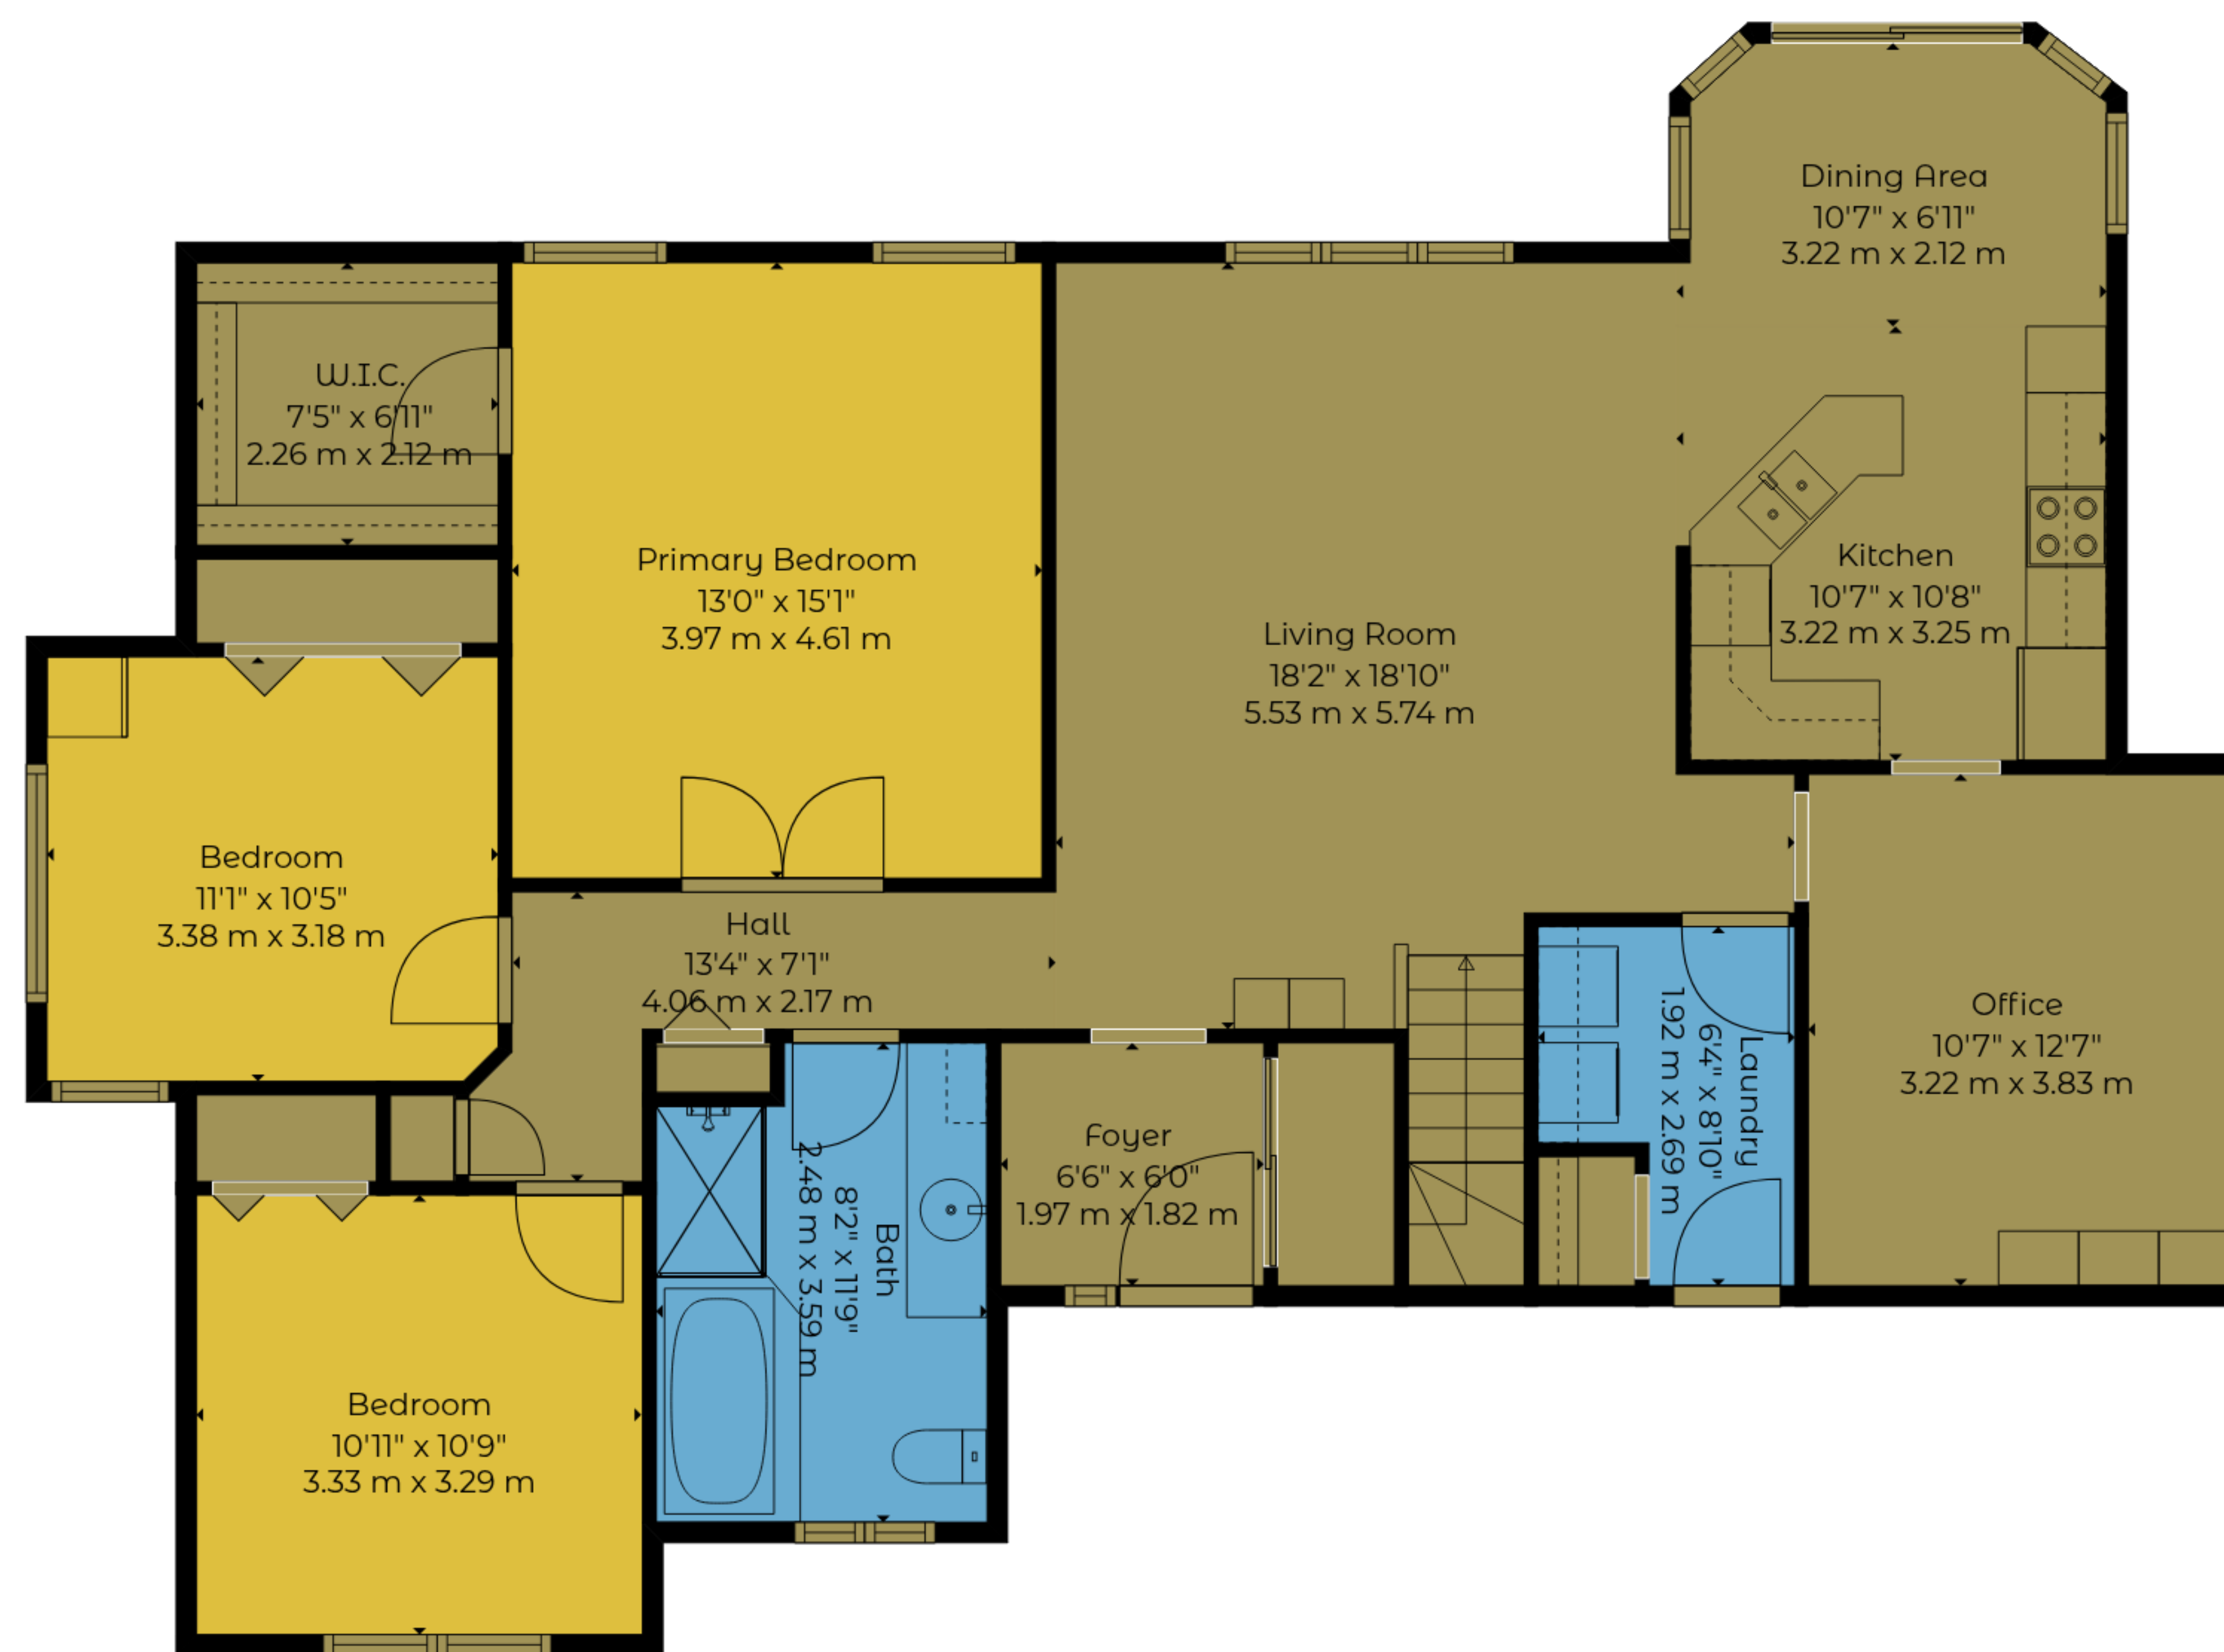 Dining Area
10'7" x 6'11"
3.22 m x 2.12 m
W.I.C.
7'5" x 6'11"
2.26 m x 2.12 m
Primary Bedroom
13'0" x 15'1"
3.97 m x 4.61 m
Kitchen
10'7" x 10'8"
3.22 m x 3.25 m
Living Room
18'2" x 18'10"
5.53 m x 5.74 m
Bedroom
11'1" x 10'5"
3.38 m x 3.18 m
Hall
13'4" x 7'1"
4.06 m x 2.17 m
Office
10'7" x 12'7"
3.22 m x 3.83 m
Laundry
6'4" x 8'10"
1.92 m x 2.69 m
Foyer
6'6" x 6'0"
1.97 m x 1.82 m
Bath
8'2" x 11'9"
2.48 m x 3.59 m
Bedroom
10'11" x 10'9"
3.33 m x 3.29 m